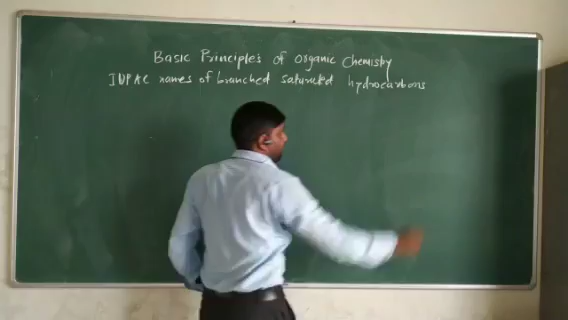 Basic Principles of Organic Chemistry
IUPAC names of branched saturated hydrocarbons